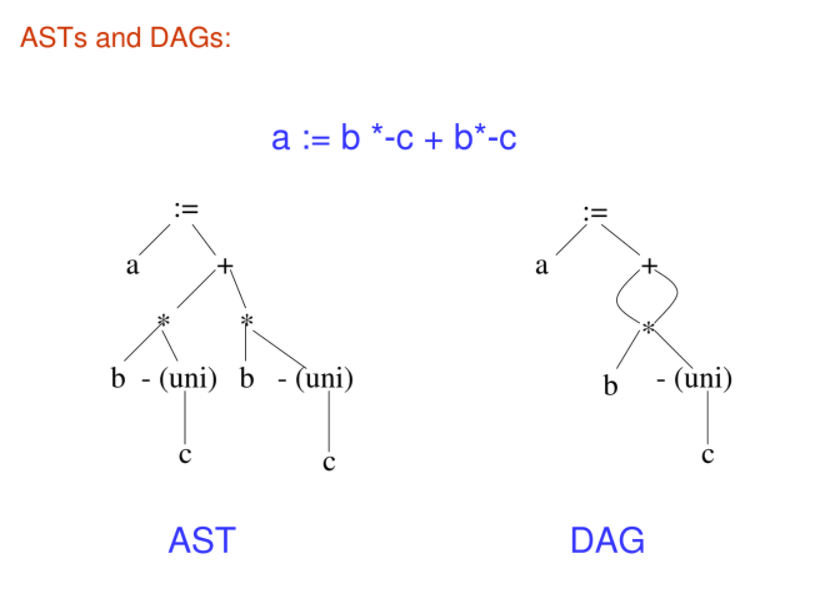 ASTs and DAGs:
a := b *-c + b*-c
:= :=
a + a +
* * *
b - (uni) b - (uni) b - (uni)
c c c
AST DAG